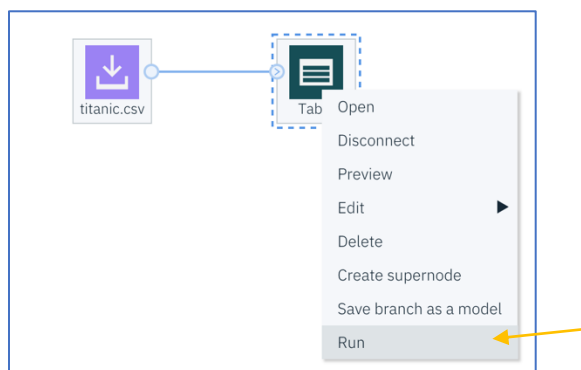 titanic.csv
Tab
Open
Disconnect
Preview
Edit
Delete
Create supernode
Save branch as a model
Run